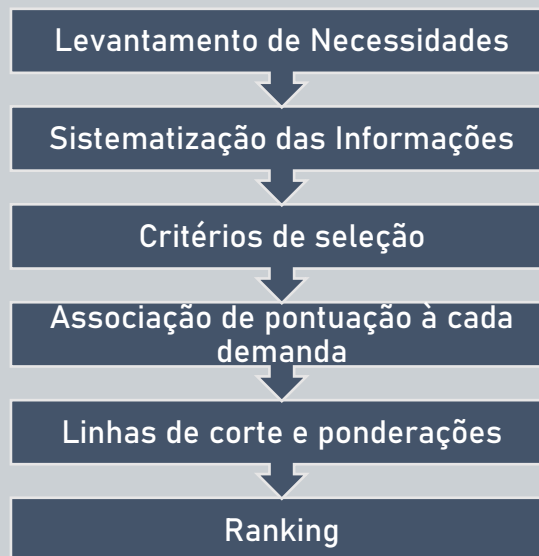 Levantamento de Necessidades
Sistematização das Informações
Critérios de seleção
Associação de pontuação à cada
demanda
Linhas de corte e ponderações
Ranking